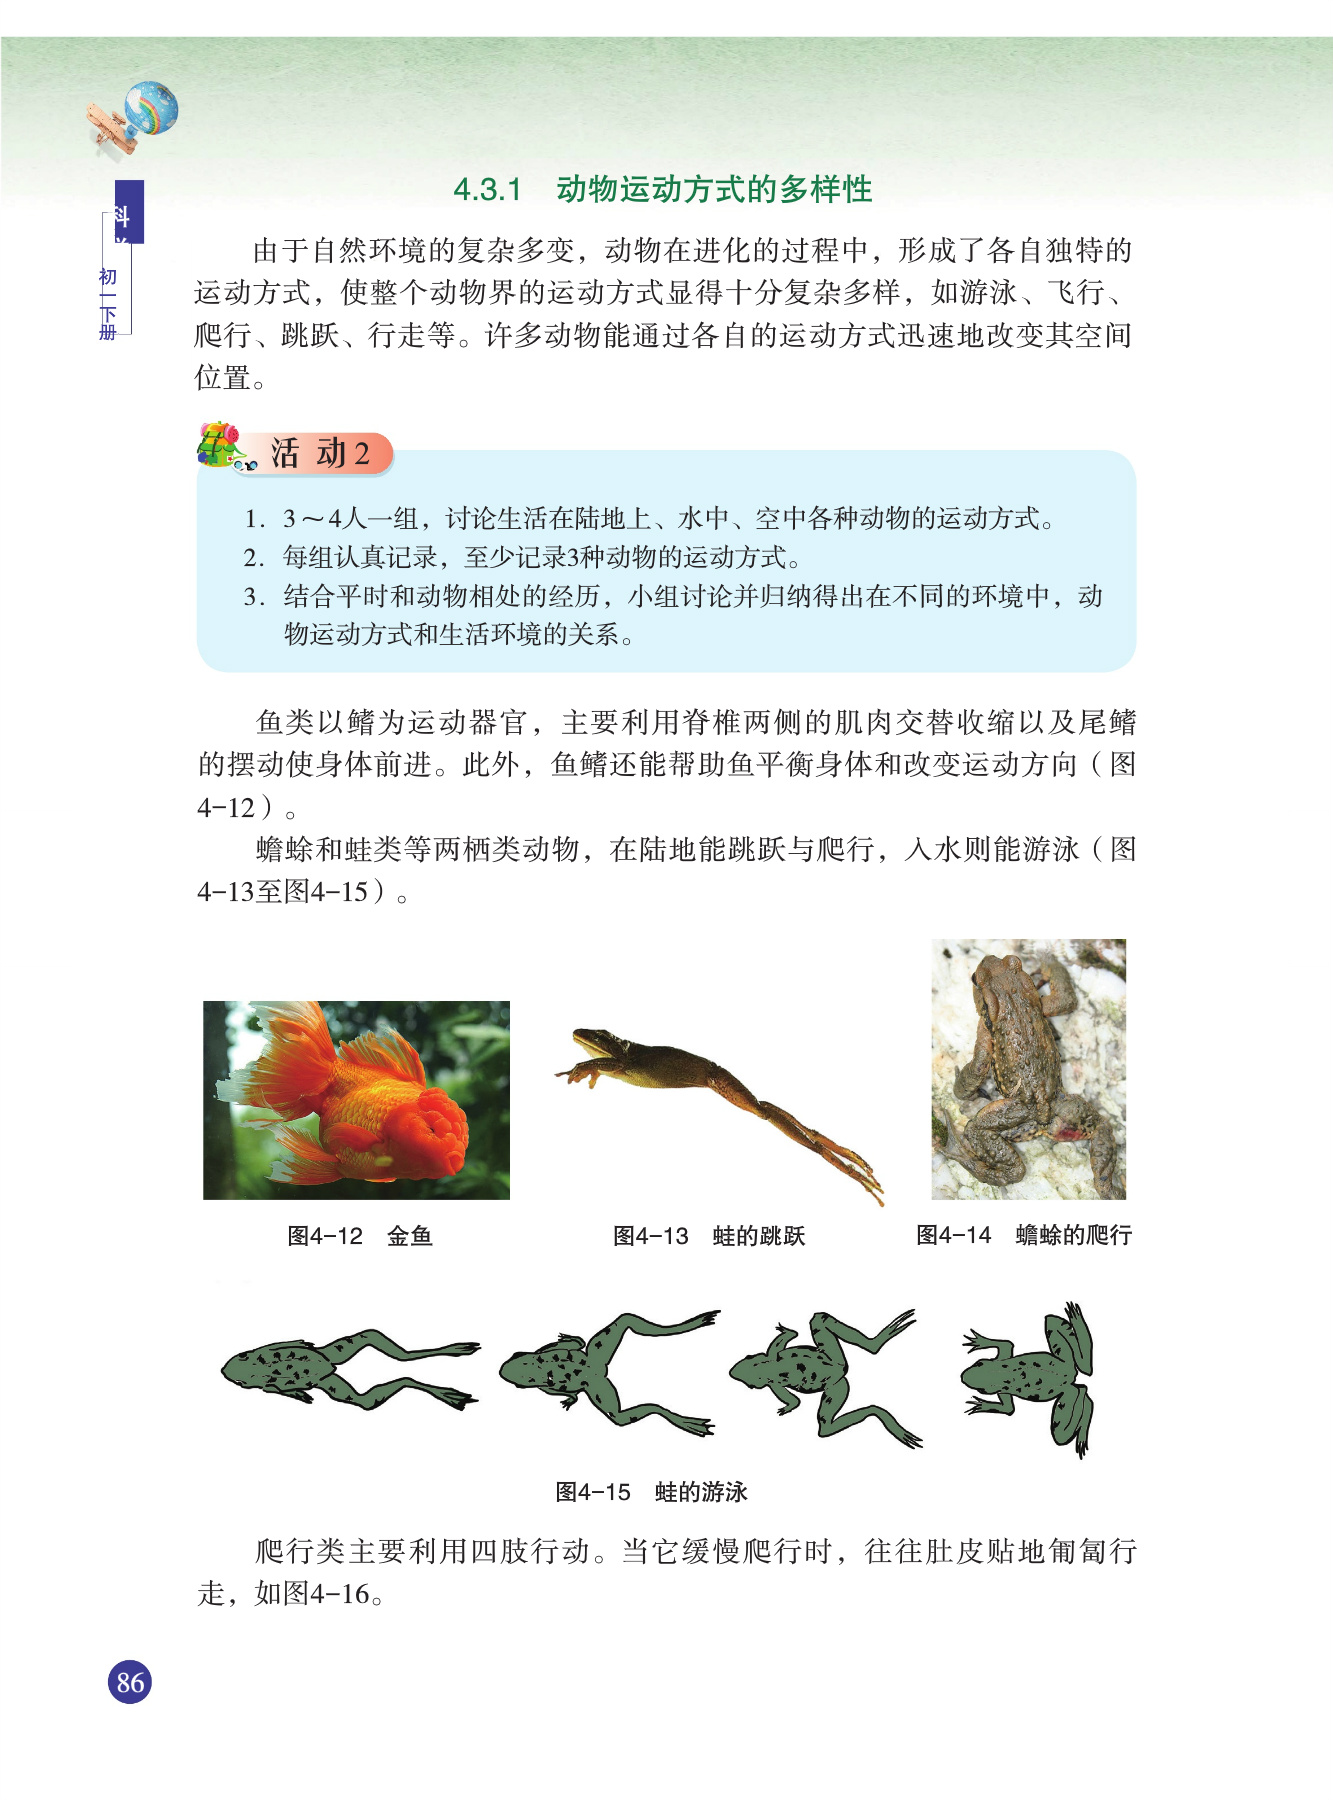 科
初一下册
4.3.1 动物运动方式的多样性
由于自然环境的复杂多变，动物在进化的过程中，形成了各自独特的
运动方式，使整个动物界的运动方式显得十分复杂多样，如游泳、飞行、
爬行、跳跃、行走等。许多动物能通过各自的运动方式迅速地改变其空间
位置。
活 动2
1. 3～4人一组，讨论生活在陆地上、水中、空中各种动物的运动方式。
2. 每组认真记录，至少记录3种动物的运动方式。
3. 结合平时和动物相处的经历，小组讨论并归纳得出在不同的环境中，动
物运动方式和生活环境的关系。
鱼类以鳍为运动器官，主要利用脊椎两侧的肌肉交替收缩以及尾鳍
的摆动使身体前进。此外，鱼鳍还能帮助鱼平衡身体和改变运动方向（图
4-12）。
蟾蜍和蛙类等两栖类动物，在陆地能跳跃与爬行，入水则能游泳（图
4-13至图4-15）。
图4-12 金鱼
图4-13 蛙的跳跃
图4-14 蟾蜍的爬行
图4-15 蛙的游泳
爬行类主要利用四肢行动。当它缓慢爬行时，往往肚皮贴地匍匐行
走，如图4-16。
86